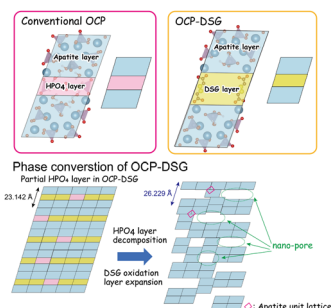 Conventional OCP
OCP-DSG
Apatite layer
Apatite layer
HPO4 layer
DSG layer
Phase converstion of OCP-DSG
Partial HPO₄ layer in OCP-DSG
23.142 Å
26.229 Å
HPO4 layer
decomposition
DSG oxidation
layer expansion
nano-pore
: Apatite unit lattice